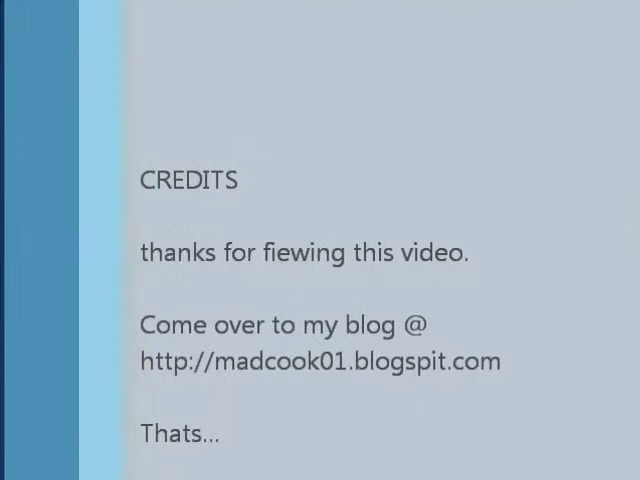 CREDITS
thanks for fiewing this video.
Come over to my blog @
http://madcook01.blogspit.com
Thats...